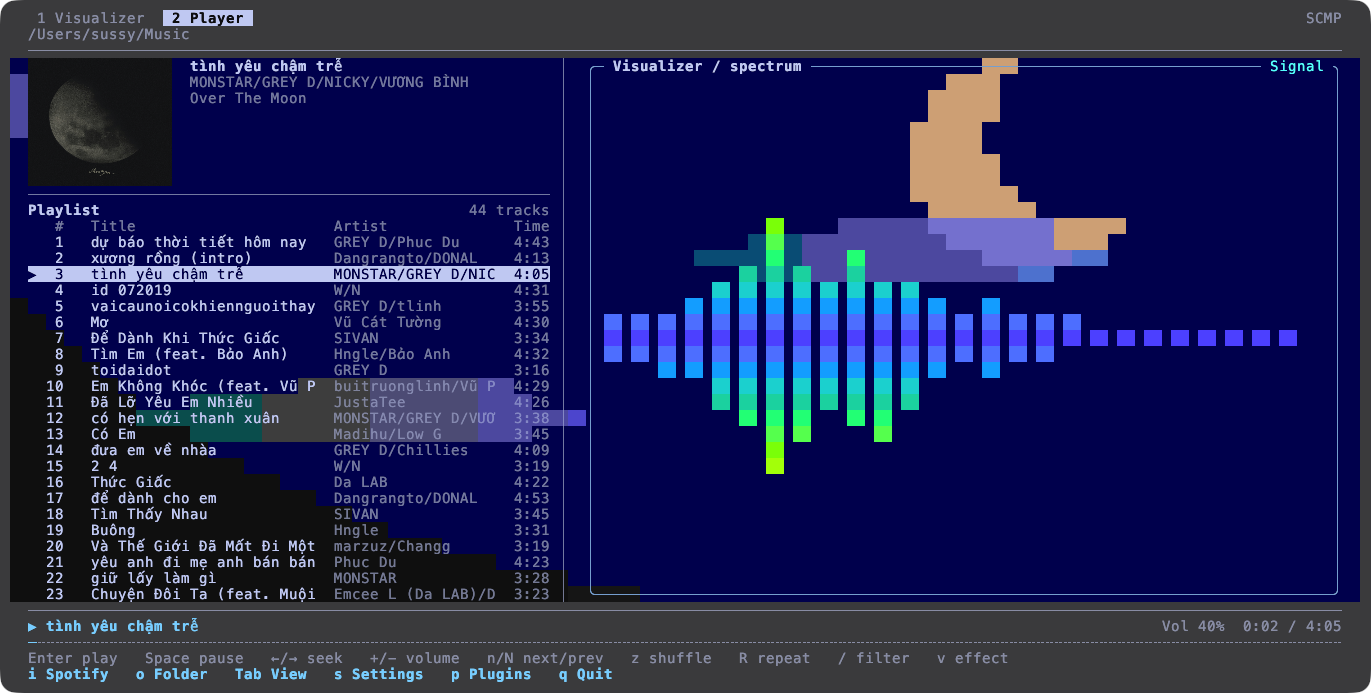 1 Visualizer 2 Player SCMP
/Users/sussy/Music
tình yêu chậm trễ
MONSTAR/GREY D/NICKY/VƯƠNG BÌNH
Over The Moon
Visualizer / spectrum Signal
Playlist 44 tracks
# Title Artist Time
1 dự báo thời tiết hôm nay GREY D/Phuc Du 4:43
2 xương rồng (intro) Dangrangto/DONAL 4:13
▶ 3 tình yêu chậm trễ MONSTAR/GREY D/NIC 4:05
4 id 072019 W/N 4:31
5 vaicaunoicokhiennguoithay GREY D/tlinh 3:55
6 Mơ Vũ Cát Tường 4:30
7 Để Dành Khi Thức Giấc SIVAN 3:34
8 Tìm Em (feat. Bảo Anh) Hngle/Bảo Anh 4:32
9 toidaidot GREY D 3:16
10 Em Không Khóc (feat. Vũ P buitruonglinh/Vũ P 4:29
11 Đã Lỡ Yêu Em Nhiều JustaTee 4:26
12 có hẹn với thanh xuân MONSTAR/GREY D/VƯƠ 3:38
13 Có Em Madihu/Low G 3:45
14 đưa em về nhàa GREY D/Chillies 4:09
15 2 4 W/N 3:19
16 Thức Giấc Da LAB 4:22
17 để dành cho em Dangrangto/DONAL 4:53
18 Tìm Thấy Nhau SIVAN 3:45
19 Buông Hngle 3:31
20 Và Thế Giới Đã Mất Đi Một marzuz/Changg 3:19
21 yêu anh đi mẹ anh bán bán Phuc Du 4:23
22 giữ lấy làm gì MONSTAR 3:28
23 Chuyện Đôi Ta (feat. Muội Emcee L (Da LAB)/D 3:23
▶ tình yêu chậm trễ Vol 40% 0:02 / 4:05
Enter play Space pause ←/→ seek +/− volume n/N next/prev z shuffle R repeat / filter v effect
i Spotify o Folder Tab View s Settings p Plugins q Quit